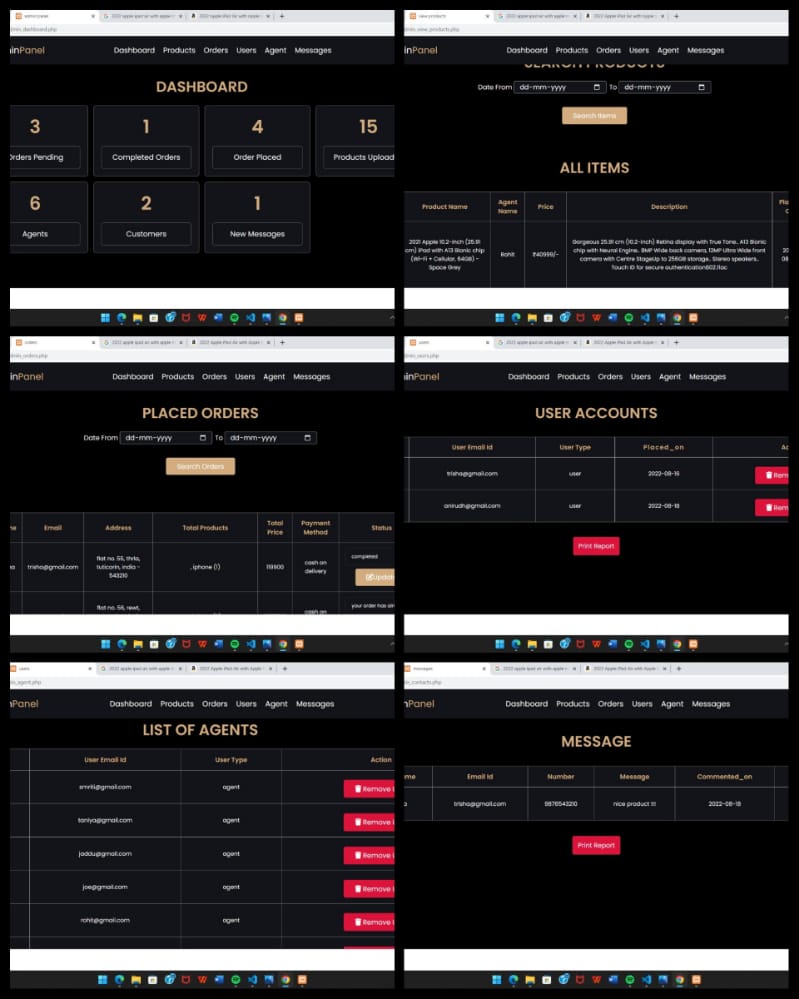 admin panel
2022 apple ipad air with apple
2022 Apple iPad Air with Apple
min_dashboard.php
inPanel
Dashboard Products Orders Users Agent Messages
DASHBOARD
3 1 4 15
Orders Pending Completed Orders Order Placed Products Upload
6 2 1
Agents Customers New Messages
view products
2022 apple ipad air with apple
2022 Apple iPad Air with Apple
min_view_products.php
inPanel
Dashboard Products Orders Users Agent Messages
SEARCH PRODUCTS
Date From dd-mm-yyyy To dd-mm-yyyy
Search Items
ALL ITEMS
Product Name Agent Name Price Description
2021 Apple 10.2-inch (25.91
cm) iPad with A13 Bionic chip
(Wi-Fi + Cellular, 64GB) -
Space Grey
Rohit
₹40999/-
Gorgeous 25.91 cm (10.2-inch) Retina display with True Tone.. A13 Bionic
chip with Neural Engine.. 8MP Wide back camera, 12MP Ultra Wide front
camera with Centre StageUp to 256GB storage.. Stereo speakers..
Touch ID for secure authentication802.11ac
orders
2022 apple ipad air with apple
2022 Apple iPad Air with Apple
min_orders.php
inPanel
Dashboard Products Orders Users Agent Messages
PLACED ORDERS
Date From dd-mm-yyyy To dd-mm-yyyy
Search Orders
Email Address Total Products Total Price Payment Method Status
trisha@gmail.com
flat no. 55, thrla,
tuticorin, india -
543210
, iphone (1)
119900
cash on
delivery
completed
Update
flat no. 56, rewt,
cash on
your order has
users
2022 apple ipad air with apple
2022 Apple iPad Air with Apple
min_users.php
inPanel
Dashboard Products Orders Users Agent Messages
USER ACCOUNTS
User Email Id User Type Placed_on Ac
trisha@gmail.com user 2022-08-16 Rem
anirudh@gmail.com user 2022-08-18 Rem
Print Report
users
2022 apple ipad air with apple
2022 Apple iPad Air with Apple
in_agent.php
nPanel
Dashboard Products Orders Users Agent Messages
LIST OF AGENTS
User Email Id User Type Action
smriti@gmail.com agent Remove
taniya@gmail.com agent Remove
jaddu@gmail.com agent Remove
joe@gmail.com agent Remove
rohit@gmail.com agent Remove
messages
2022 apple ipad air with apple
2022 Apple iPad Air with Apple
in_contacts.php
nPanel
Dashboard Products Orders Users Agent Messages
MESSAGE
me Email Id Number Message Commented_on
trisha@gmail.com 9876543210 nice product !!! 2022-08-18
Print Report